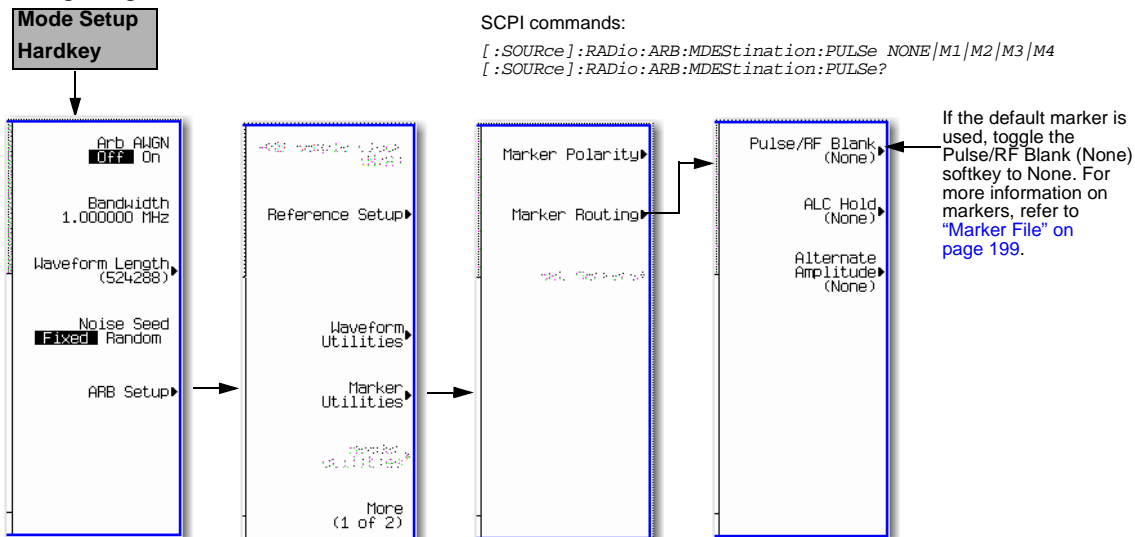 Mode Setup
Hardkey
SCPI commands:
[:SOURce]:RADio:ARB:MDEStination:PULSe NONE|M1|M2|M3|M4
[:SOURce]:RADio:ARB:MDEStination:PULSe?
Arb AWGN
Off On
Bandwidth
1.000000 MHz
Waveform Length
(524288)
Noise Seed
Fixed Random
ARB Setup
Reference Setup
Waveform
Utilities
Marker
Utilities
More
(1 of 2)
Marker Polarity
Marker Routing
Pulse/RF Blank
(None)
ALC Hold
(None)
Alternate
Amplitude
(None)
If the default marker is
used, toggle the
Pulse/RF Blank (None)
softkey to None. For
more information on
markers, refer to
“Marker File” on
page 199.